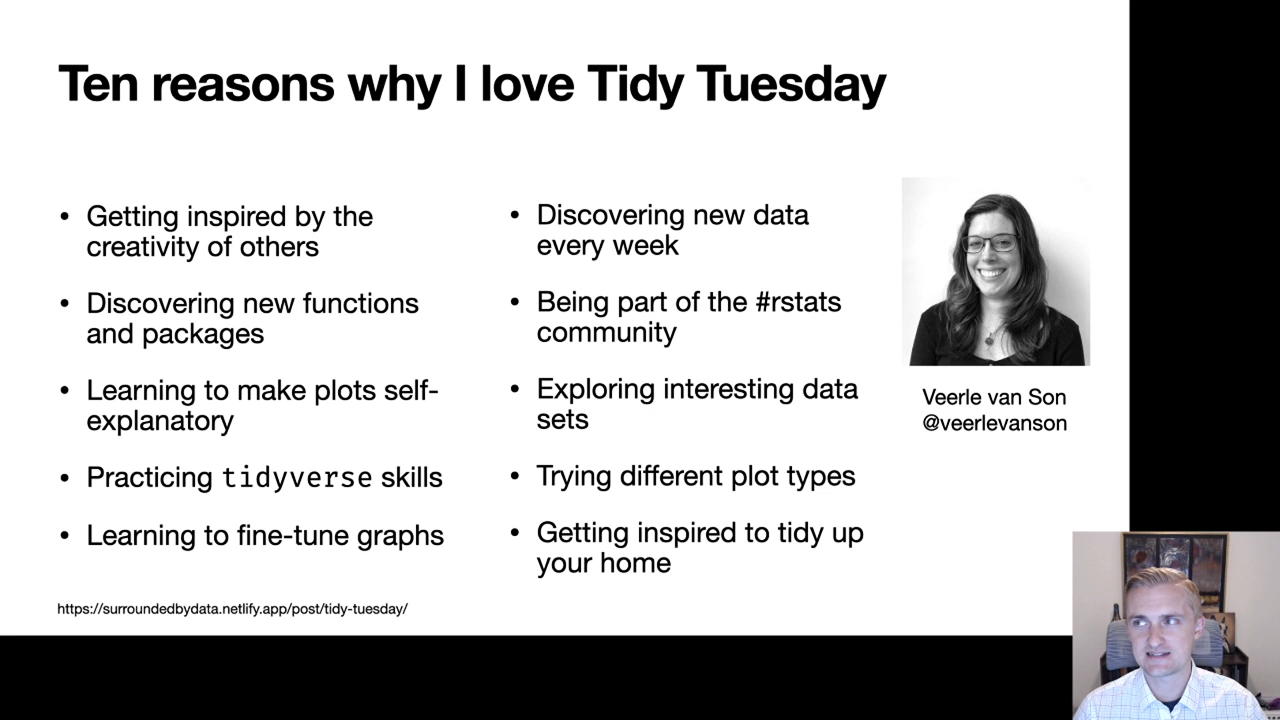 Ten reasons why I love Tidy Tuesday
• Getting inspired by the
creativity of others
• Discovering new functions
and packages
• Learning to make plots self-
explanatory
• Practicing tidyverse skills
• Learning to fine-tune graphs
• Discovering new data
every week
• Being part of the #rstats
community
• Exploring interesting data
sets
• Trying different plot types
• Getting inspired to tidy up
your home
Veerle van Son
@veerlevanson
https://surroundedbydata.netlify.app/post/tidy-tuesday/